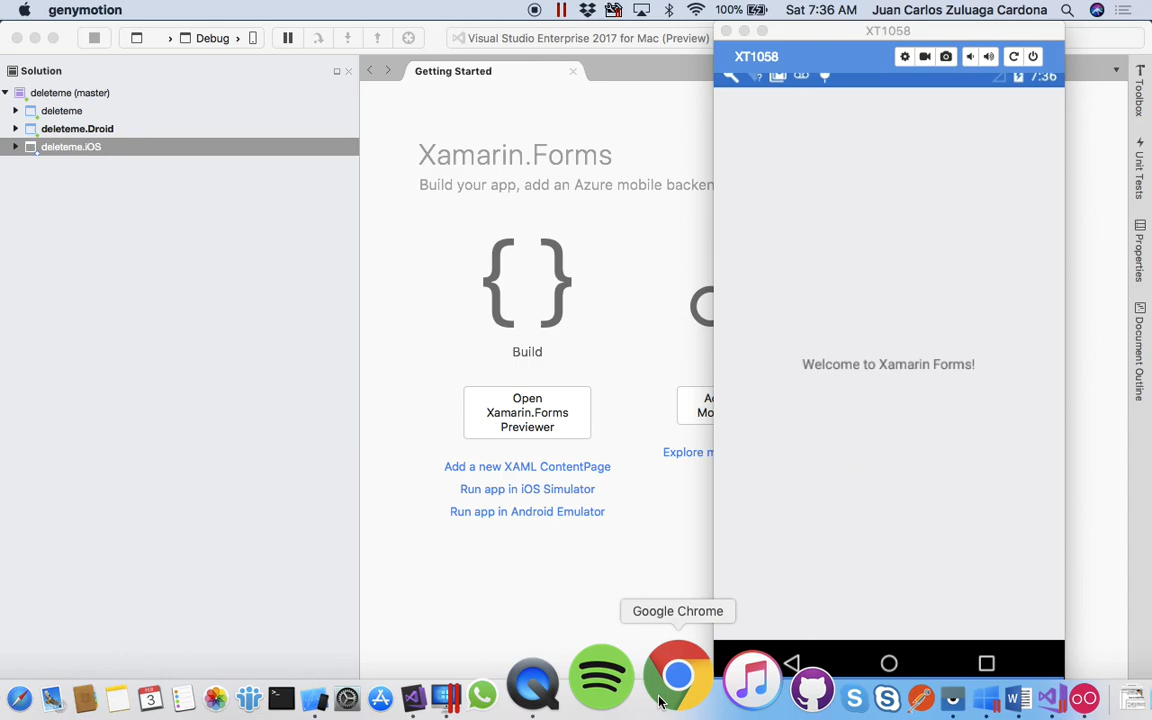 genymotion
100%
Sat 7:36 AM
Juan Carlos Zuluaga Cardona
Debug
Visual Studio Enterprise 2017 for Mac (Preview)
XT1058
XT1058
7:36
Solution
Getting Started
deleteme (master)
deleteme
deleteme.Droid
deleteme.iOS
Xamarin.Forms
Build your app, add an Azure mobile backen
Build
Open
Xamarin.Forms
Previewer
Add a new XAML ContentPage
Run app in iOS Simulator
Run app in Android Emulator
A
Mo
Explore m
Welcome to Xamarin Forms!
Toolbox
Unit Tests
Properties
Document Outline
Google Chrome
3